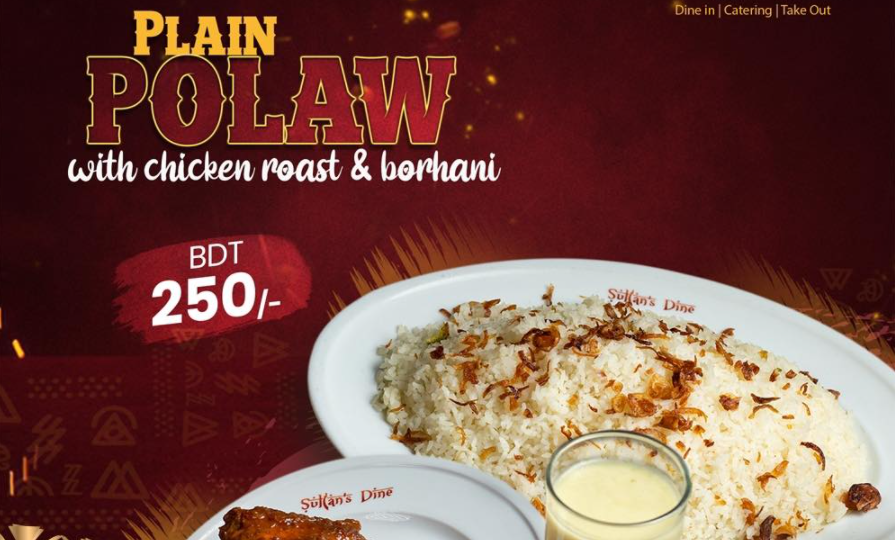 Dine in | Catering | Take Out
PLAIN
POLAW
with chicken roast & borhani
BDT
250/-
Sultan's Dine
Sultan's Dine